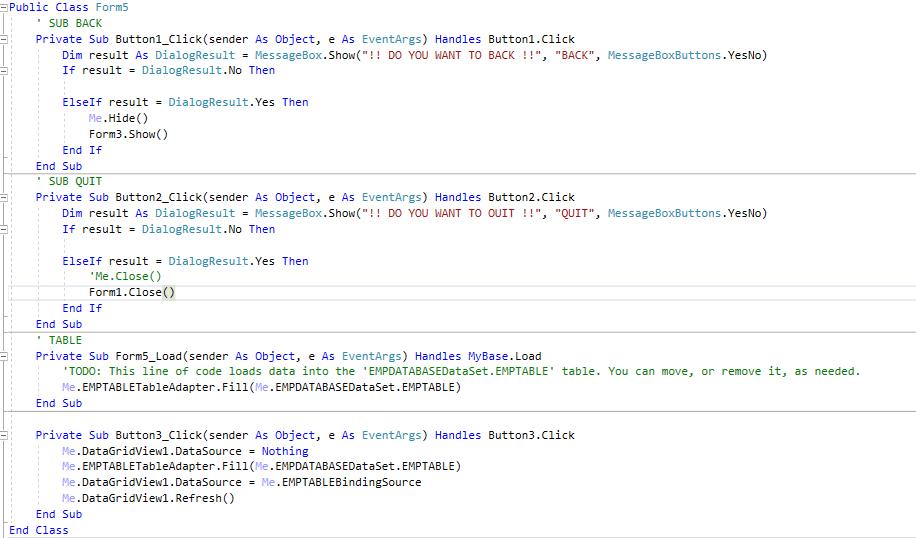 Public Class Form5
' SUB BACK
Private Sub Button1_Click(sender As Object, e As EventArgs) Handles Button1.Click
Dim result As DialogResult = MessageBox.Show("!! DO YOU WANT TO BACK !!", "BACK", MessageBoxButtons.YesNo)
If result = DialogResult.No Then
ElseIf result = DialogResult.Yes Then
Me.Hide()
Form3.Show()
End If
End Sub
' SUB QUIT
Private Sub Button2_Click(sender As Object, e As EventArgs) Handles Button2.Click
Dim result As DialogResult = MessageBox.Show("!! DO YOU WANT TO OUIT !!", "QUIT", MessageBoxButtons.YesNo)
If result = DialogResult.No Then
ElseIf result = DialogResult.Yes Then
'Me.Close()
Form1.Close()
End If
End Sub
' TABLE
Private Sub Form5_Load(sender As Object, e As EventArgs) Handles MyBase.Load
'TODO: This line of code loads data into the 'EMPDATABASEDataSet.EMPTABLE' table. You can move, or remove it, as needed.
Me.EMPTABLETableAdapter.Fill(Me.EMPDATABASEDataSet.EMPTABLE)
End Sub
Private Sub Button3_Click(sender As Object, e As EventArgs) Handles Button3.Click
Me.DataGridView1.DataSource = Nothing
Me.EMPTABLETableAdapter.Fill(Me.EMPDATABASEDataSet.EMPTABLE)
Me.DataGridView1.DataSource = Me.EMPTABLEBindingSource
Me.DataGridView1.Refresh()
End Sub
End Class